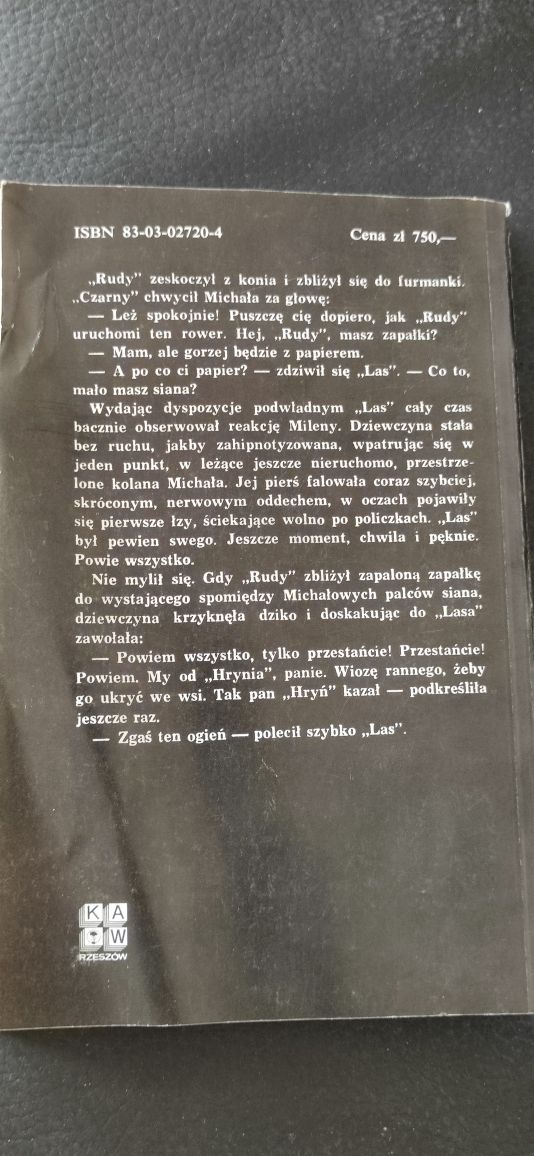 ISBN 83-03-02720-4
Cena zł 750,—
„Rudy” zeskoczył z konia i zbliżył się do furmanki.
„Czarny” chwycił Michała za głowę:
— Leż spokojnie! Puszczę cię dopiero, jak „Rudy”
uruchomi ten rower. Hej, „Rudy”, masz zapałki?
— Mam, ale gorzej będzie z papierem.
— A po co ci papier? — zdziwił się „Las”. — Co to,
mało masz siana?
Wydając dyspozycje podwładnym „Las” cały czas
bacznie obserwował reakcję Mileny. Dziewczyna stała
bez ruchu, jakby zahipnotyzowana, wpatrując się w
jeden punkt, w leżące jeszcze nieruchomo, przestrze-
lone kolana Michała. Jej pierś falowała coraz szybciej,
skróconym, nerwowym oddechem, w oczach pojawiły
się pierwsze łzy, ściekające wolno po policzkach. „Las”
był pewien swego. Jeszcze moment, chwila i pęknie.
Powie wszystko.
Nie mylił się. Gdy „Rudy” zbliżył zapaloną zapałkę
do wystającego spomiędzy Michałowych palców siana,
dziewczyna krzyknęła dziko i doskakując do „Lasa”
zawołała:
— Powiem wszystko, tylko przestańcie! Przestańcie!
Powiem. My od „Hrynia”, panie. Wiozę rannego, żeby
go ukryć we wsi. Tak pan „Hryń” kazał — podkreśliła
jeszcze raz.
— Zgaś ten ogień — polecił szybko „Las”.
K A
W
RZESZÓW